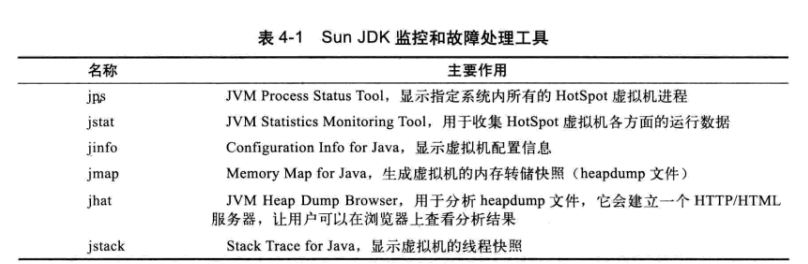 表 4-1 Sun JDK 监控和故障处理工具
名称 主要作用
jps JVM Process Status Tool，显示指定系统内所有的 HotSpot 虚拟机进程
jstat JVM Statistics Monitoring Tool，用于收集 HotSpot 虚拟机各方面的运行数据
jinfo Configuration Info for Java，显示虚拟机配置信息
jmap Memory Map for Java，生成虚拟机的内存转储快照（heapdump 文件）
jhat JVM Heap Dump Browser，用于分析 heapdump 文件，它会建立一个 HTTP/HTML
服务器，让用户可以在浏览器上查看分析结果
jstack Stack Trace for Java，显示虚拟机的线程快照